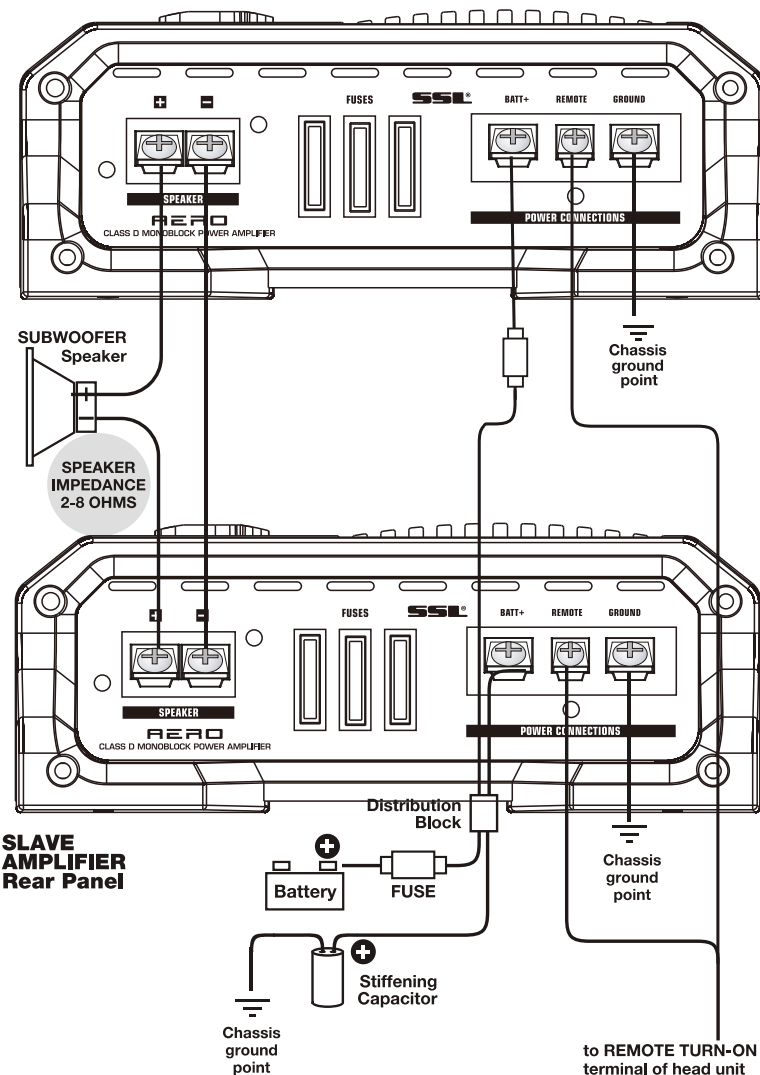 + −
FUSES
SSL®
BATT+ REMOTE GROUND
SPEAKER
AERO
CLASS D MONOBLOCK POWER AMPLIFIER
POWER CONNECTIONS
SUBWOOFER
Speaker
+
−
SPEAKER
IMPEDANCE
2-8 OHMS
Chassis
ground
point
+ −
FUSES
SSL®
BATT+ REMOTE GROUND
SPEAKER
AERO
CLASS D MONOBLOCK POWER AMPLIFIER
POWER CONNECTIONS
SLAVE
AMPLIFIER
Rear Panel
Distribution
Block
+
Battery
FUSE
Chassis
ground
point
+
Stiffening
Capacitor
Chassis
ground
point
to REMOTE TURN-ON
terminal of head unit